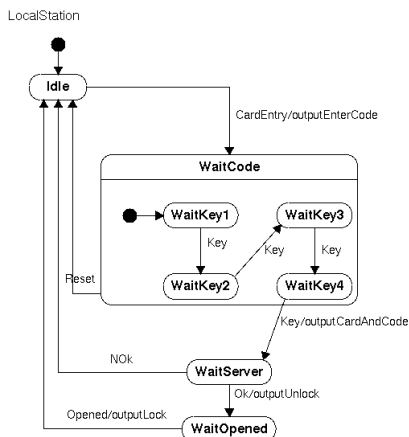 LocalStation
Idle
CardEntry/outputEnterCode
WaitCode
WaitKey1
WaitKey3
Key
Key
Key
Reset
WaitKey2
WaitKey4
Key/outputCardAndCode
NOk
WaitServer
Ok/outputUnlock
Opened/outputLock
WaitOpened